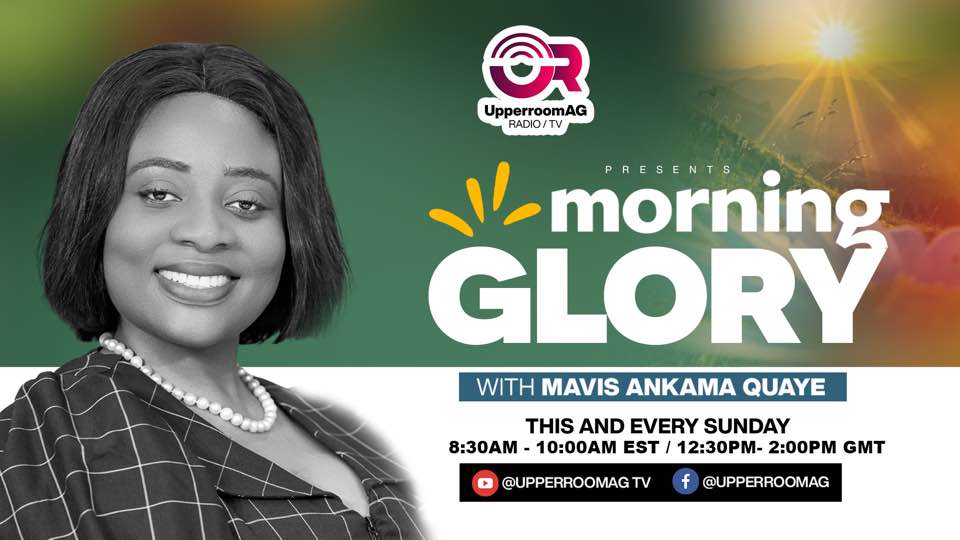 UpperroomAG
RADIO / TV
PRESENTS
morning
GLORY
WITH MAVIS ANKAMA QUAYE
THIS AND EVERY SUNDAY
8:30AM - 10:00AM EST / 12:30PM- 2:00PM GMT
@UPPERROOMAG TV @UPPERROOMAG